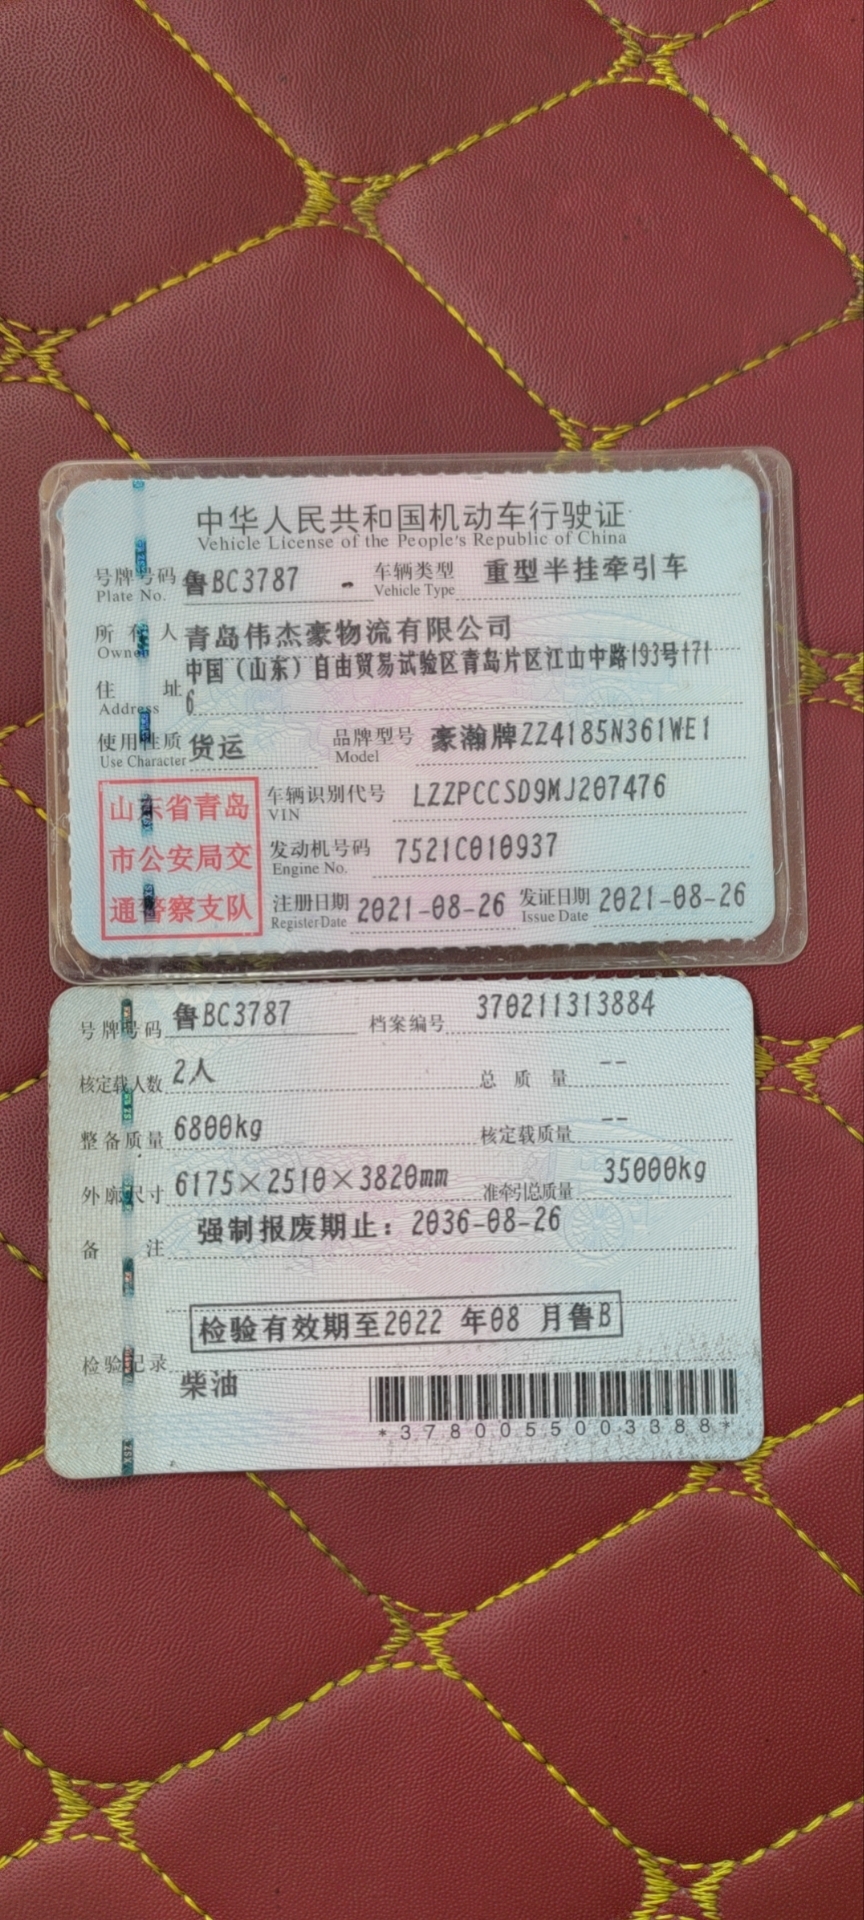 中华人民共和国机动车行驶证
Vehicle License of the People's Republic of China
号牌号码 鲁BC3787 车辆类型 重型半挂牵引车
Plate No. Vehicle Type
所有人 青岛伟杰豪物流有限公司
Owner
住址 中国（山东）自由贸易试验区青岛片区江山中路193号171
Address 6
使用性质 货运 品牌型号 豪瀚牌ZZ4185N361WE1
Use Character Model
山东省青岛
市公安局交
通警察支队
车辆识别代号 LZZPCCSD9MJ207476
VIN
发动机号码 7521C010937
Engine No.
注册日期 2021-08-26 发证日期 2021-08-26
Register Date Issue Date
号牌号码 鲁BC3787 档案编号 370211313884
核定载人数 2人 总质量 --
整备质量 6800kg 核定载质量 --
外廓尺寸 6175×2510×3820mm 准牵引总质量 35000kg
备注 强制报废期止：2036-08-26
检验有效期至2022 年08 月鲁B
检验记录
柴油
*3780055003388*